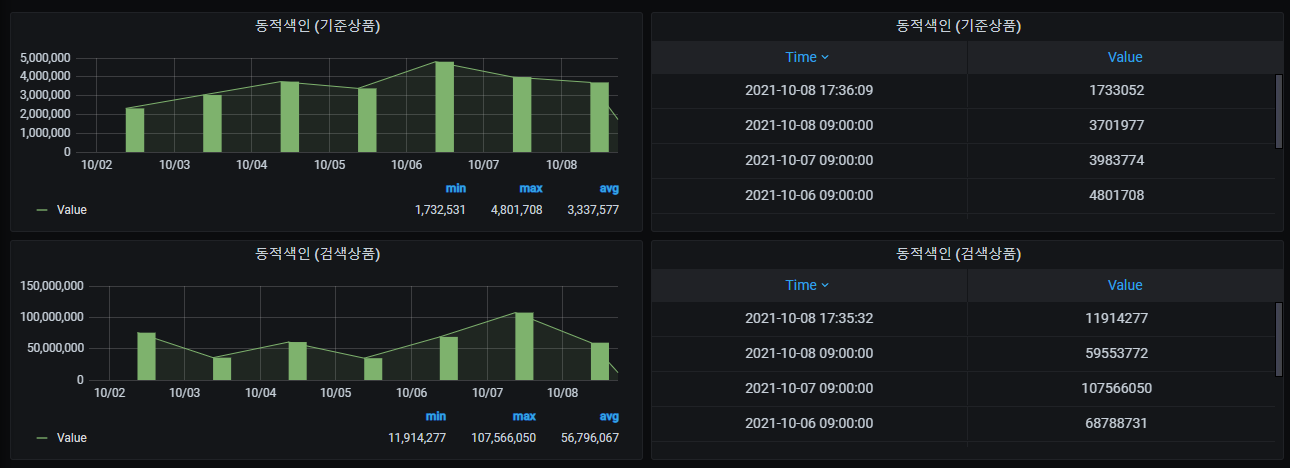 동적색인 (기준상품)
5,000,000
4,000,000
3,000,000
2,000,000
1,000,000
0
10/02 10/03 10/04 10/05 10/06 10/07 10/08
min max avg
Value 1,732,531 4,801,708 3,337,577
동적색인 (기준상품)
Time Value
2021-10-08 17:36:09 1733052
2021-10-08 09:00:00 3701977
2021-10-07 09:00:00 3983774
2021-10-06 09:00:00 4801708
동적색인 (검색상품)
150,000,000
100,000,000
50,000,000
0
10/02 10/03 10/04 10/05 10/06 10/07 10/08
min max avg
Value 11,914,277 107,566,050 56,796,067
동적색인 (검색상품)
Time Value
2021-10-08 17:35:32 11914277
2021-10-08 09:00:00 59553772
2021-10-07 09:00:00 107566050
2021-10-06 09:00:00 68788731